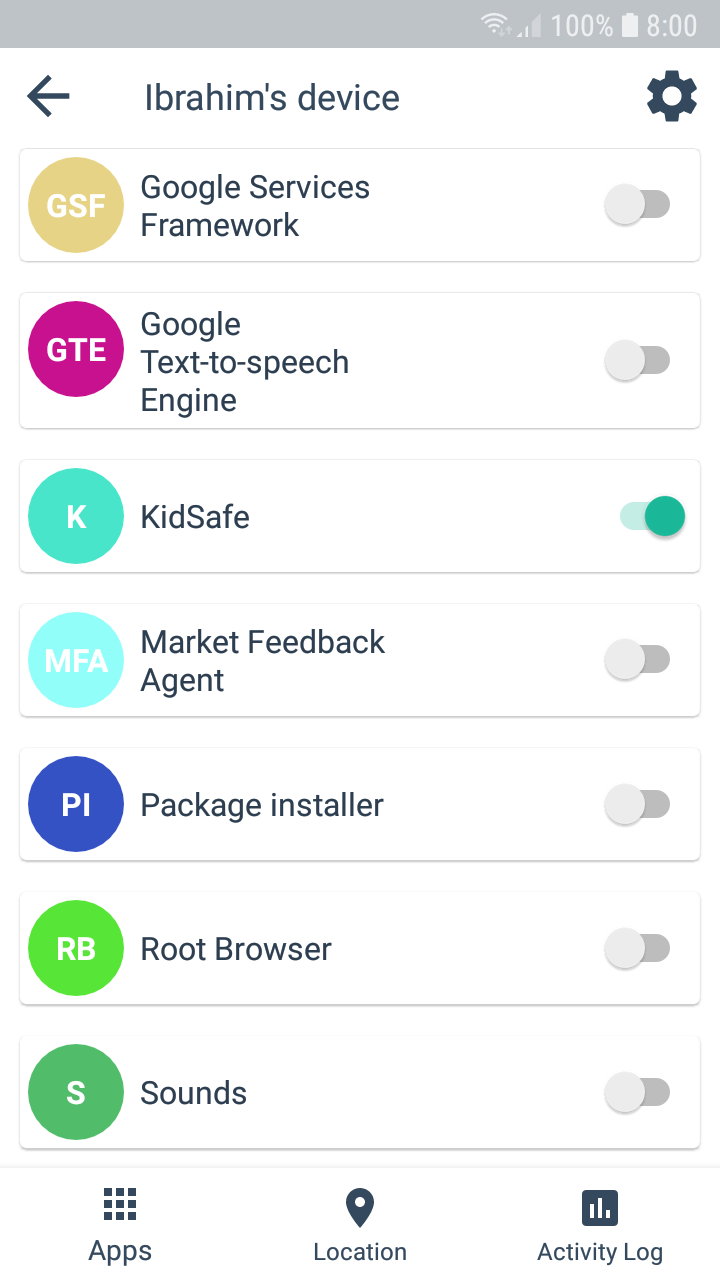 100% 8:00
Ibrahim's device
GSF
Google Services
Framework
GTE
Google
Text-to-speech
Engine
K
KidSafe
MFA
Market Feedback
Agent
PI
Package installer
RB
Root Browser
S
Sounds
Apps
Location
Activity Log